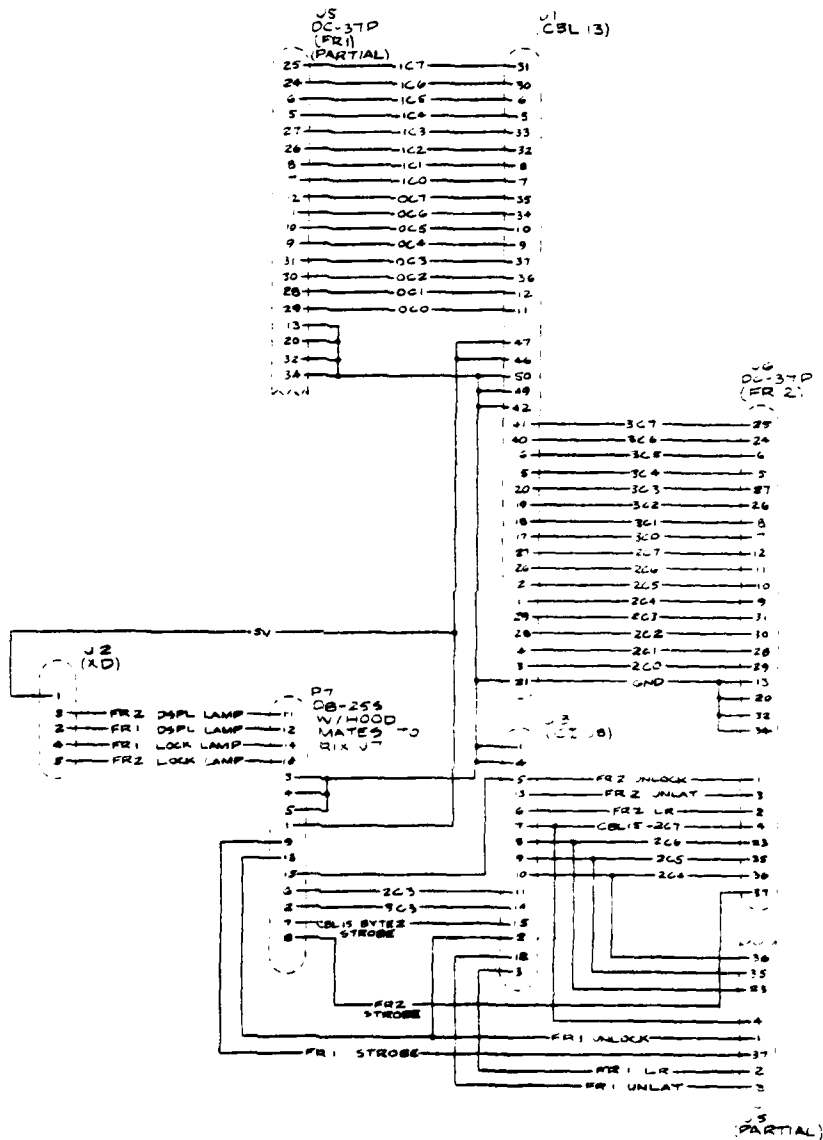 J5
DC-37P
(FR1)
(PARTIAL)
J1
(CBL 13)
25 1C7 31
24 1C6 30
6 1C5 6
5 1C4 5
27 1C3 33
26 1C2 32
8 1C1 8
1C0 7
2 0C7 35
0C6 34
10 0C5 10
9 0C4 9
31 0C3 37
30 0C2 36
28 0C1 12
29 0C0 11
13
20
32
34
47
46
50
49
42
J6
DC-37P
(FR 2)
41 3C7 25
40 3C6 24
6 3C5 6
5 3C4 5
20 3C3 27
19 3C2 26
18 3C1 8
17 3C0 7
27 2C7 12
26 2C6 11
2 2C5 10
1 2C4 9
29 2C3 31
28 2C2 30
4 2C1 28
3 2C0 29
21 GND 13
20
32
34
5V
J2
(XD)
1
3 FR2 DSPL LAMP 11
2 FR1 DSPL LAMP 12
4 FR1 LOCK LAMP
5 FR2 LOCK LAMP
P7
DB-25S
W/HOOD
MATES TO
RIX J7
3
4
5
1
9
13
15
6 2C3 11
2 3C3 14
7 CBL15 BYTE2 STROBE 15
8 2
18
3
1
4
5 FR2 UNLOCK 1
13 FR2 UNLAT 3
6 FR2 LR 2
7 CBL15-2C7 4
8 2C6 23
9 2C5 35
10 2C4 36
37
36
35
23
FR2 STROBE
4
FR1 UNLOCK 1
FR1 STROBE 37
FR1 LR 2
FR1 UNLAT 3
J5
(PARTIAL)